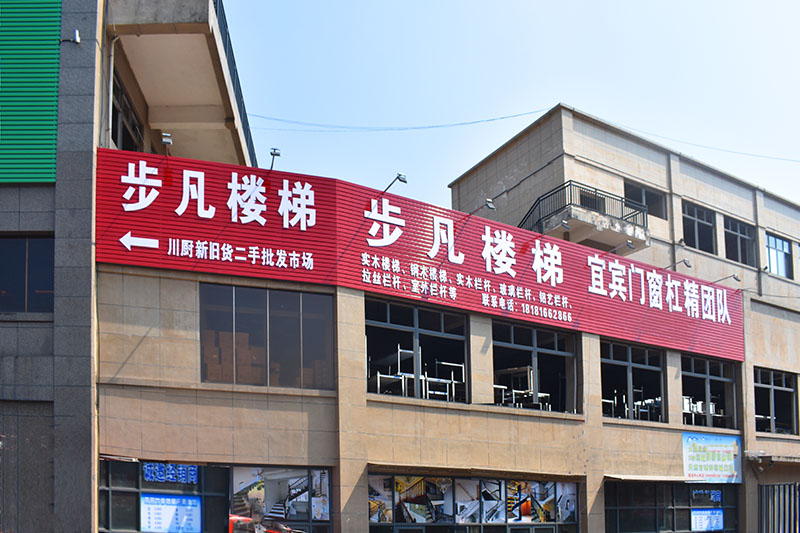 步凡楼梯
川厨新旧货二手批发市场
步凡楼梯
实木楼梯、钢木楼梯、实木栏杆、玻璃栏杆、钢艺栏杆、
拉丝栏杆、室外栏杆等
联系电话:18181662866
宜宾门窗杠精团队